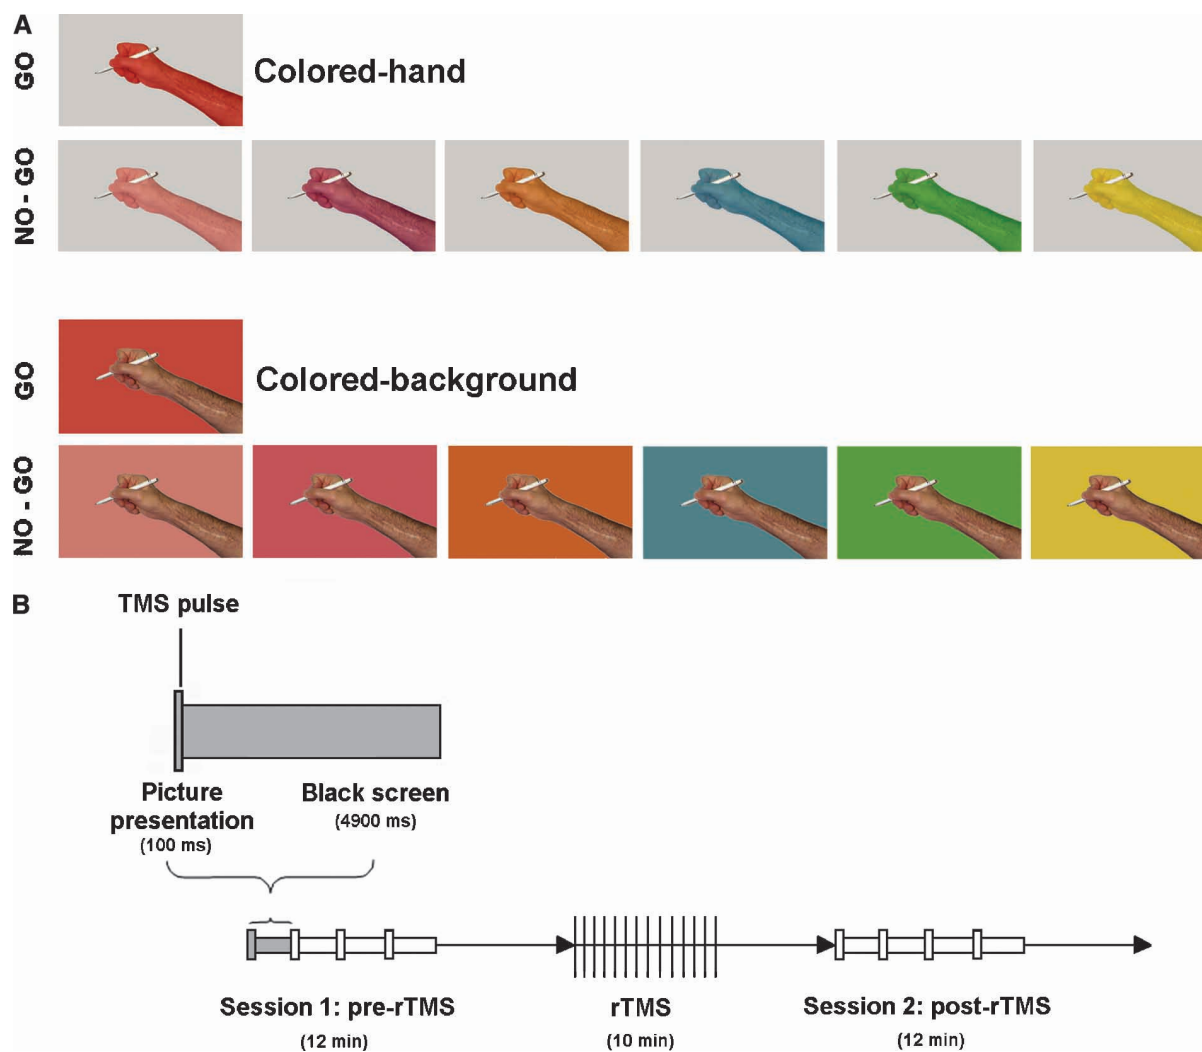 A
GO
Colored-hand
NO - GO
GO
Colored-background
NO - GO
B
TMS pulse
Picture
presentation
(100 ms)
Black screen
(4900 ms)
Session 1: pre-rTMS
(12 min)
rTMS
(10 min)
Session 2: post-rTMS
(12 min)